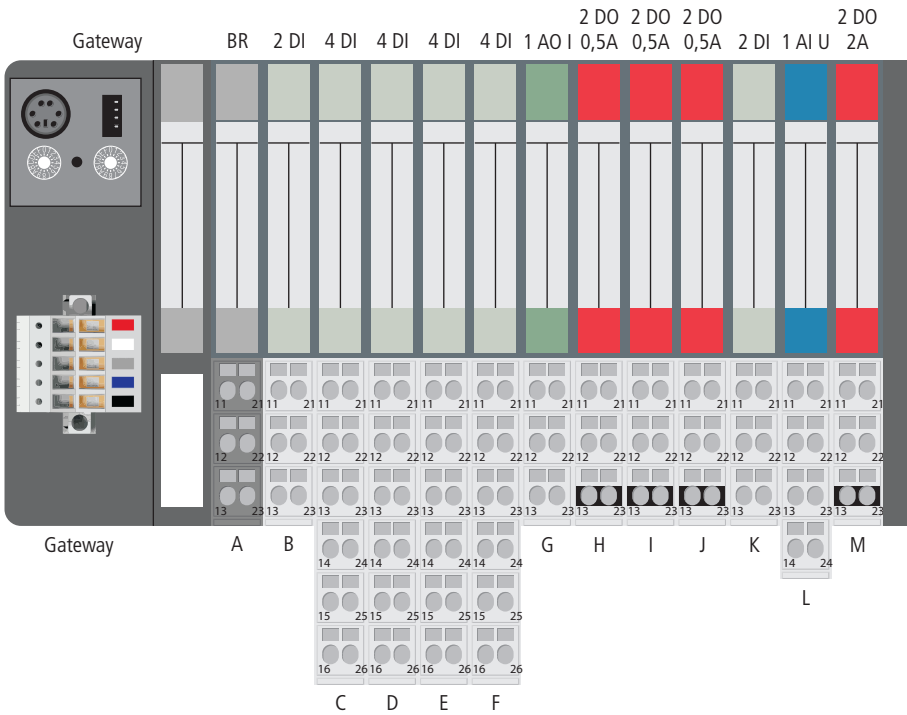 2 DO 2 DO 2 DO 2 DO
Gateway BR 2 DI 4 DI 4 DI 4 DI 4 DI 1 AO I 0,5A 0,5A 0,5A 2 DI 1 AI U 2A
11 21 11 21 11 21 11 21 11 21 11 21 11 21 11 21 11 21 11 21 11 21 11 21 11 21
12 22 12 22 12 22 12 22 12 22 12 22 12 22 12 22 12 22 12 22 12 22 12 22 12 22
13 23 13 23 13 23 13 23 13 23 13 23 13 23 13 23 13 23 13 23 13 23 13 23 13 23
Gateway A B G H I J K M
14 24 14 24 14 24 14 24 14 24
L
15 25 15 25 15 25 15 25
16 26 16 26 16 26 16 26
C D E F